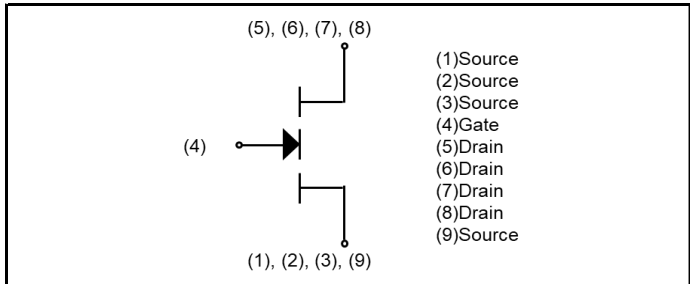 (5), (6), (7), (8)
(4)
(1), (2), (3), (9)
(1)Source
(2)Source
(3)Source
(4)Gate
(5)Drain
(6)Drain
(7)Drain
(8)Drain
(9)Source